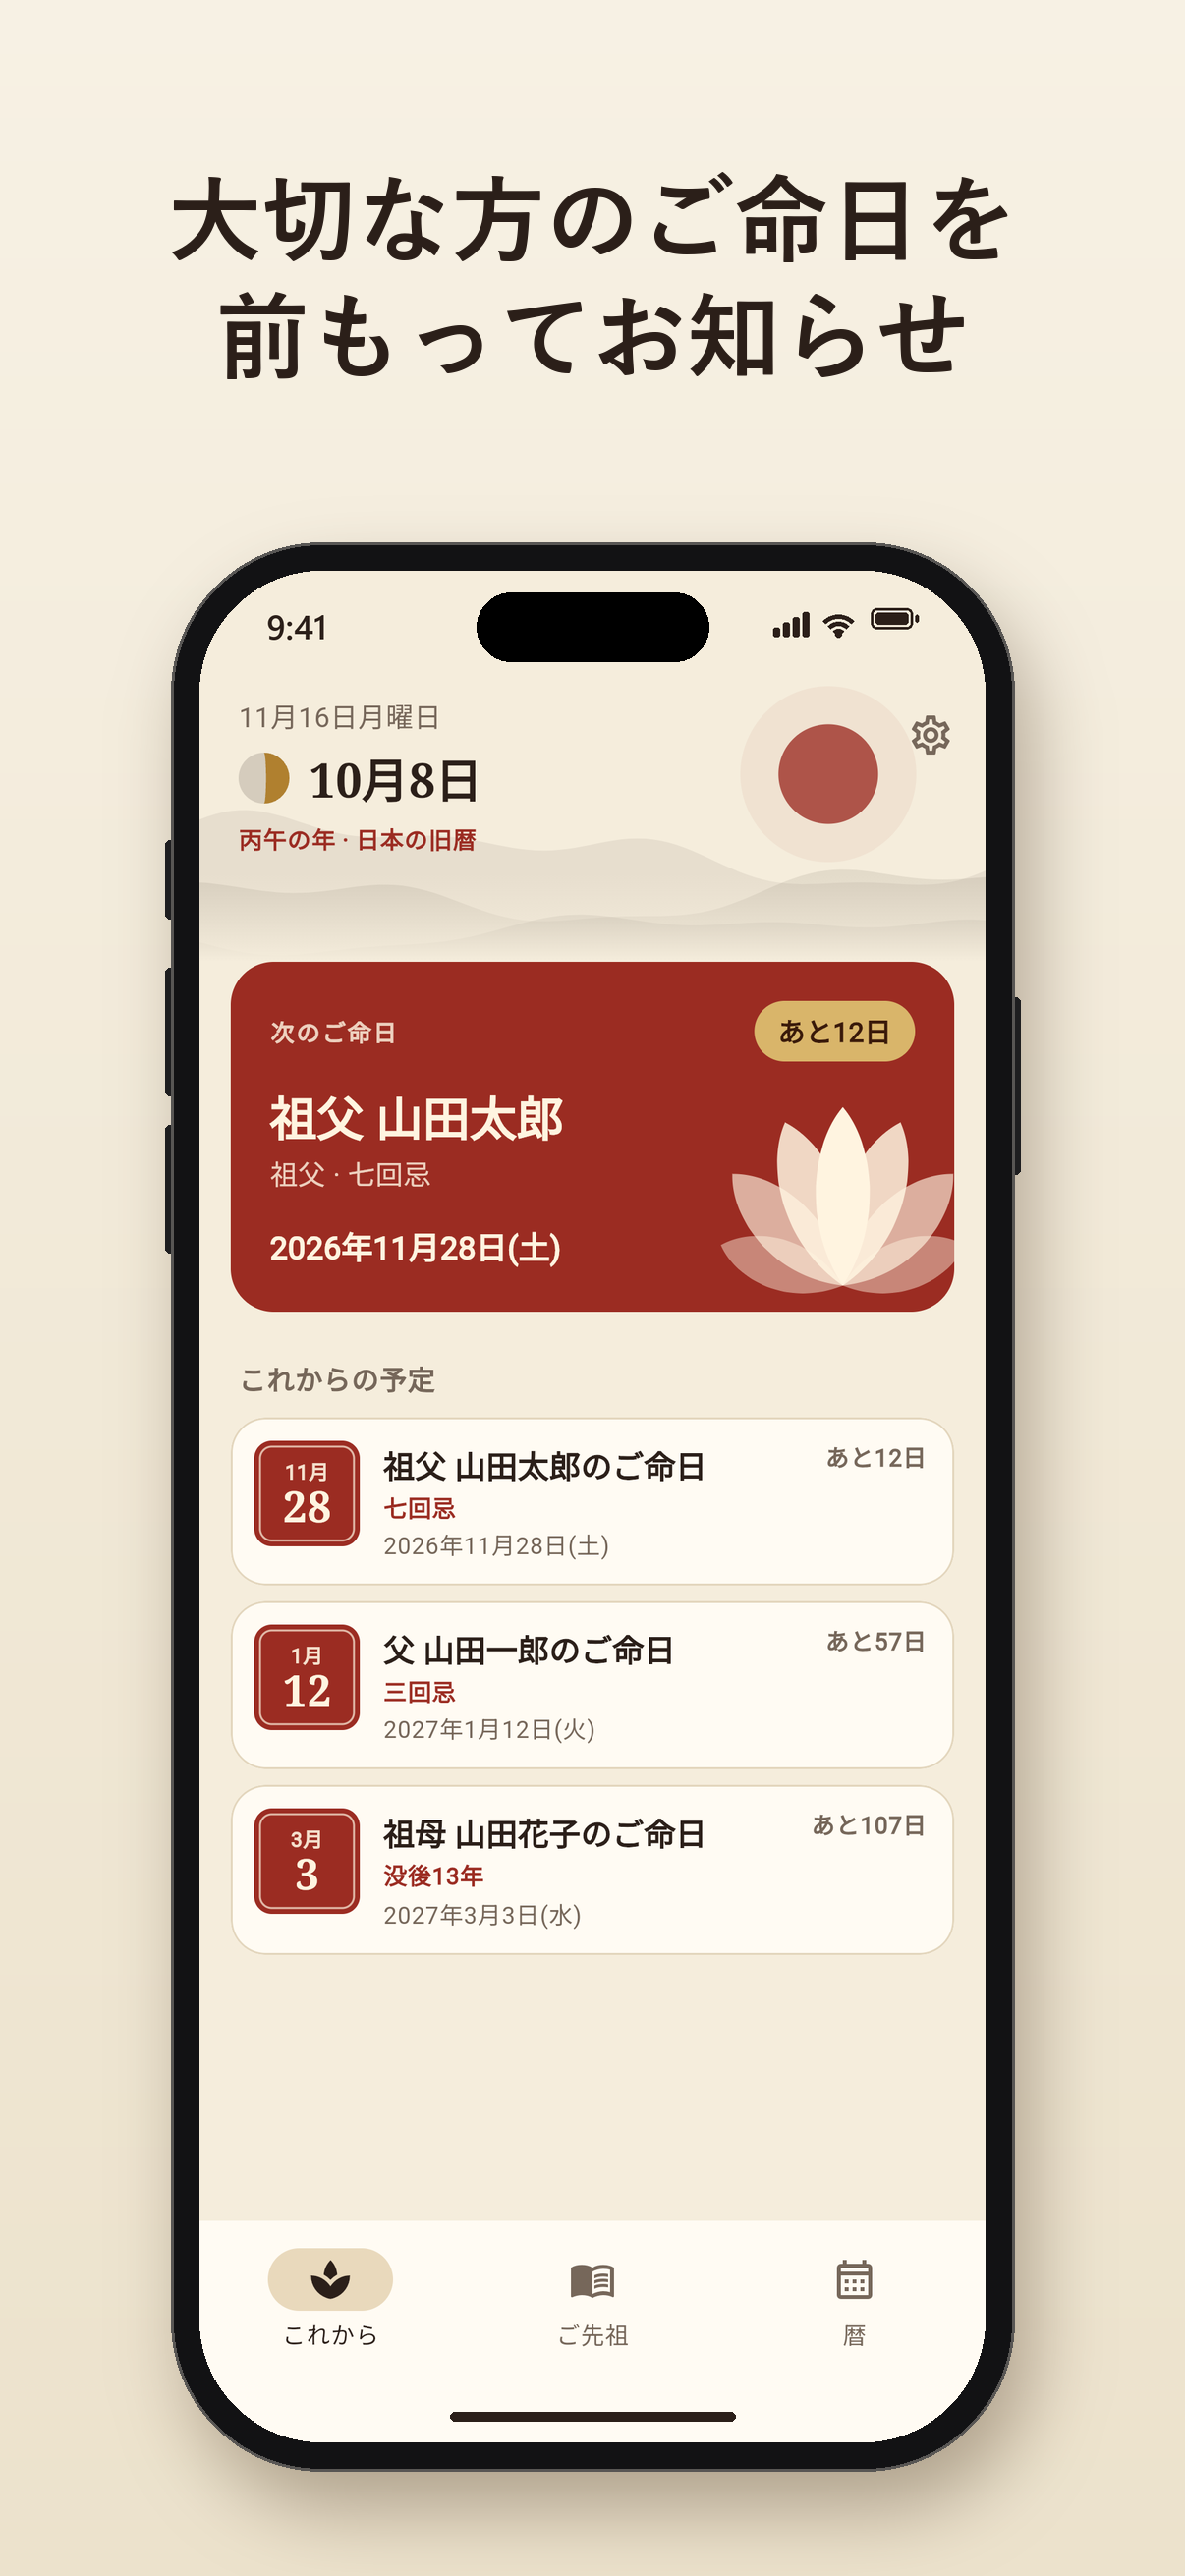 大切な方のご命日を
前もってお知らせ
9:41
11月16日月曜日
10月8日
丙午の年 · 日本の旧暦
次のご命日
あと12日
祖父 山田太郎
祖父 · 七回忌
2026年11月28日(土)
これからの予定
11月
28
祖父 山田太郎のご命日
あと12日
七回忌
2026年11月28日(土)
1月
12
父 山田一郎のご命日
あと57日
三回忌
2027年1月12日(火)
3月
3
祖母 山田花子のご命日
あと107日
没後13年
2027年3月3日(水)
これから
ご先祖
暦